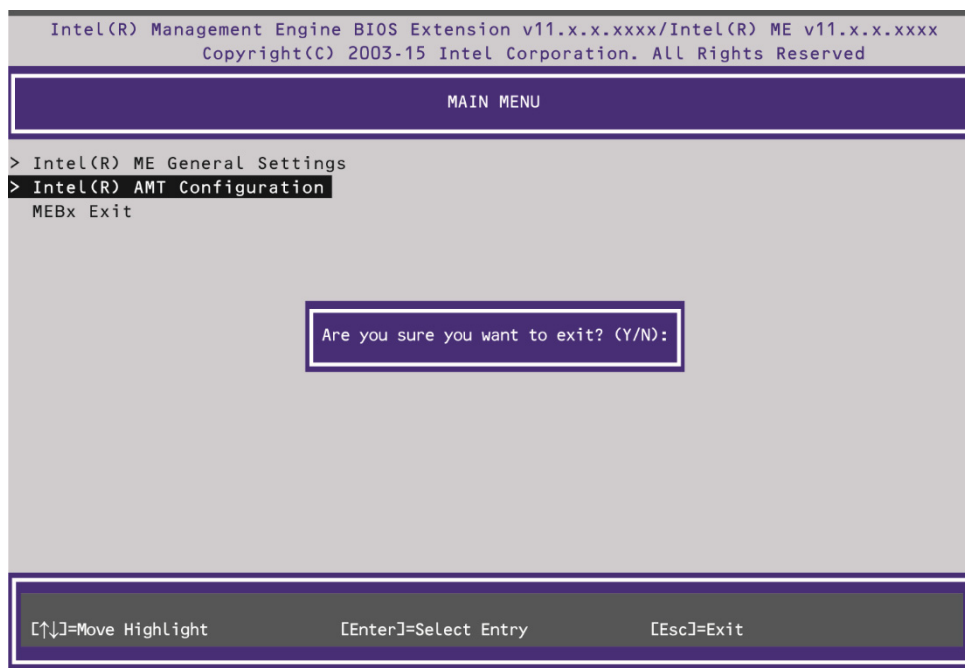 Intel(R) Management Engine BIOS Extension v11.x.x.xxxx/Intel(R) ME v11.x.x.xxxx
Copyright(C) 2003-15 Intel Corporation. All Rights Reserved
MAIN MENU
> Intel(R) ME General Settings
> Intel(R) AMT Configuration
MEBx Exit
Are you sure you want to exit? (Y/N):
[↑↓]=Move Highlight [Enter]=Select Entry [Esc]=Exit